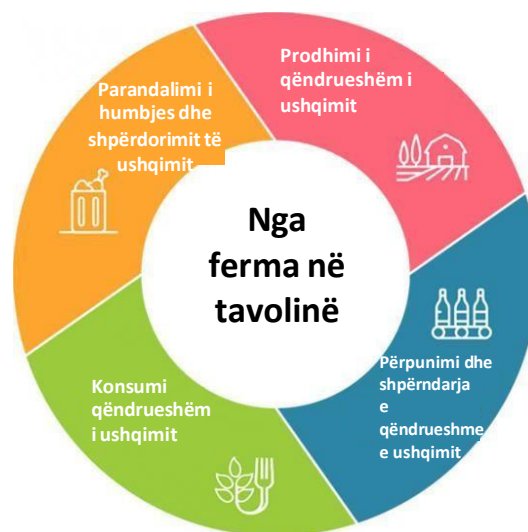 Parandalimi i
humbjes dhe
shpërdorimit të
ushqimit
Prodhimi i
qëndrueshëm i
ushqimit
Nga
ferma në
tavolinë
Përpunimi dhe
shpërndarja
e
qëndrueshme
e ushqimit
Konsumi
qëndrueshëm
i ushqimit